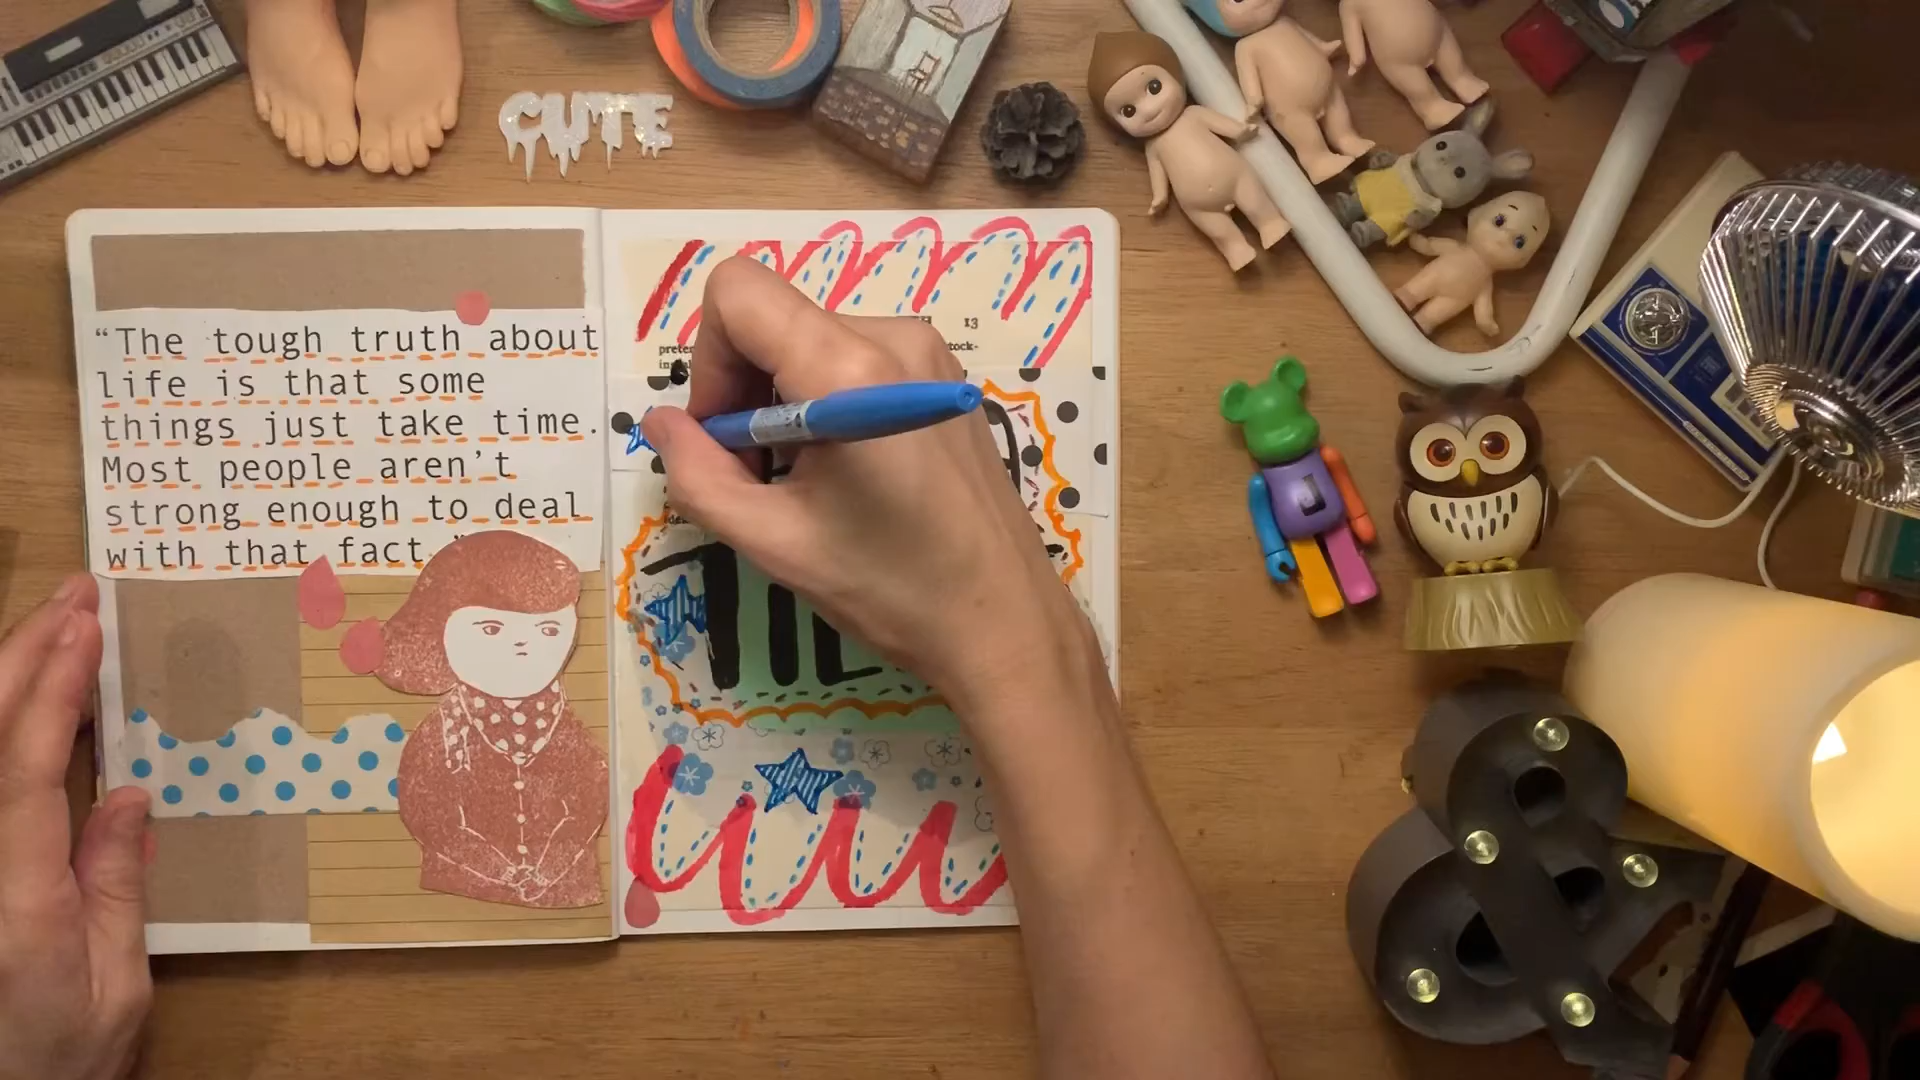 CUTE
“The tough truth about
life is that some
things just take time.
Most people aren’t
strong enough to deal
with that fact.”
13
J
&